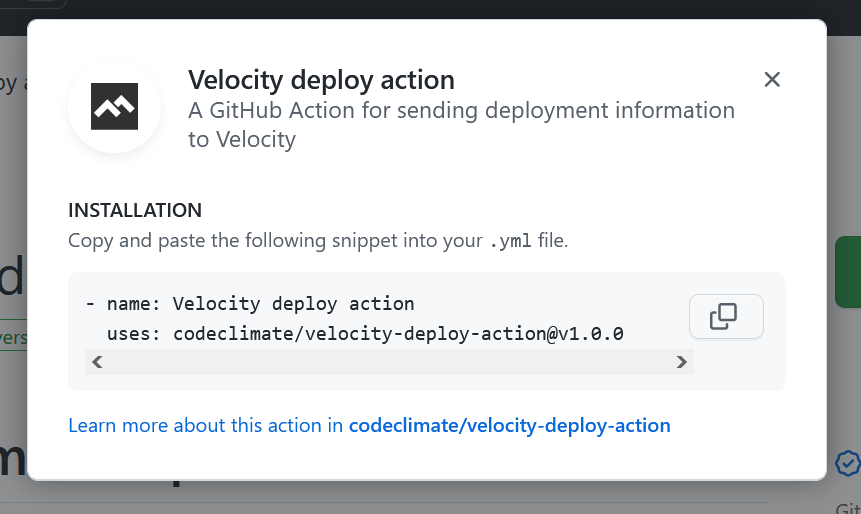 Velocity deploy action
A GitHub Action for sending deployment information
to Velocity
INSTALLATION
Copy and paste the following snippet into your .yml file.
- name: Velocity deploy action
uses: codeclimate/velocity-deploy-action@v1.0.0
Learn more about this action in codeclimate/velocity-deploy-action